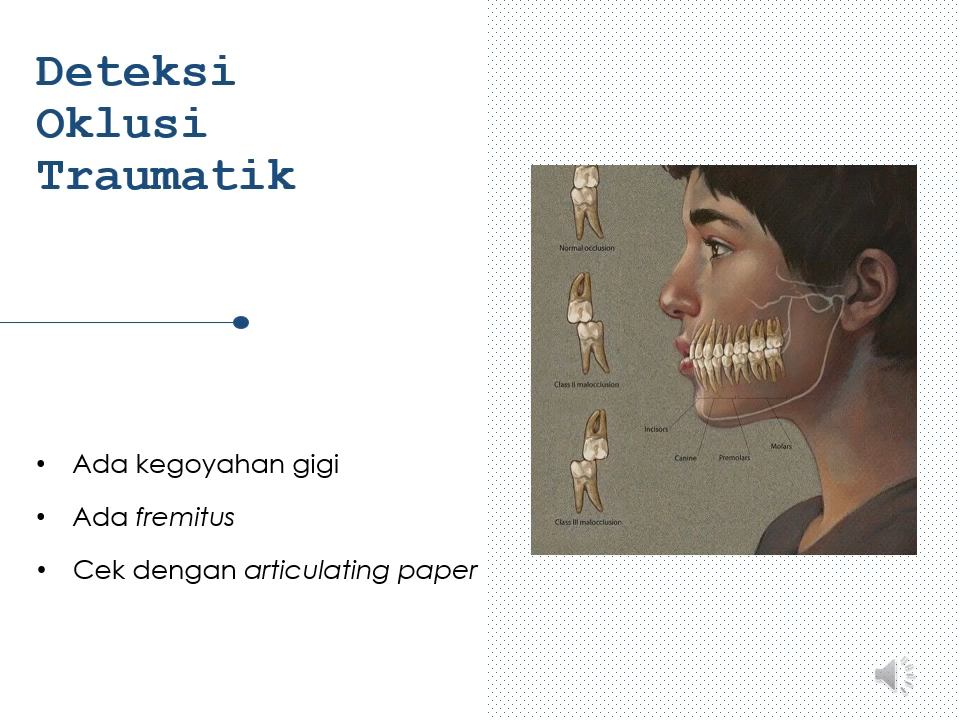 Deteksi
Oklusi
Traumatik
• Ada kegoyahan gigi
• Ada fremitus
• Cek dengan articulating paper
Normal occlusion
Class II malocclusion
Class III malocclusion
Incisors
Canine
Premolars
Molars